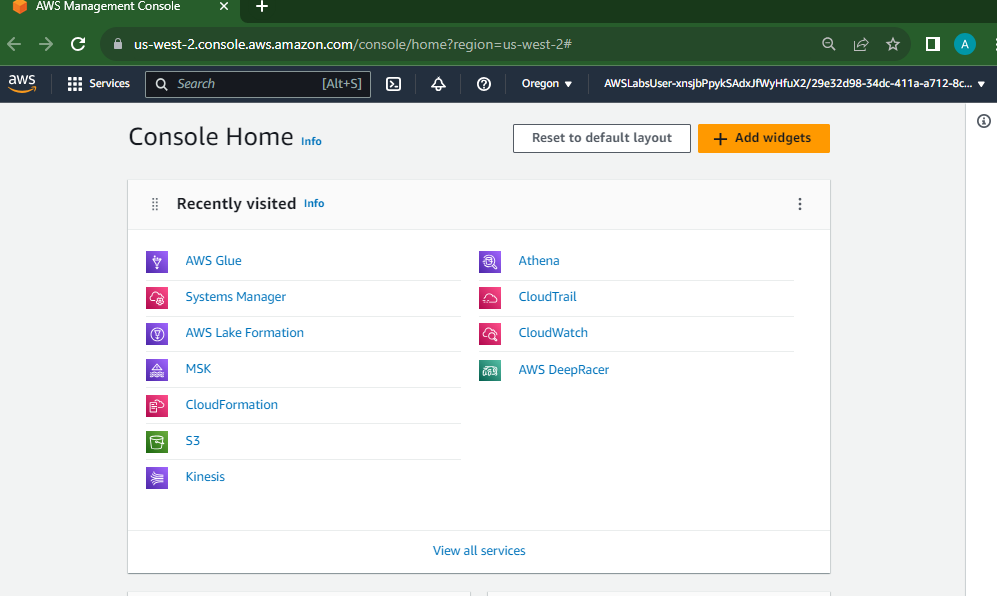 AWS Management Console
us-west-2.console.aws.amazon.com/console/home?region=us-west-2#
A
aws
Services
Search
[Alt+S]
Oregon
AWSLabsUser-xnsjbPpykSAdxJfWyHfuX2/29e32d98-34dc-411a-a712-8c...
Console Home Info
Reset to default layout
Add widgets
Recently visited Info
AWS Glue
Systems Manager
AWS Lake Formation
MSK
CloudFormation
S3
Kinesis
Athena
CloudTrail
CloudWatch
AWS DeepRacer
View all services